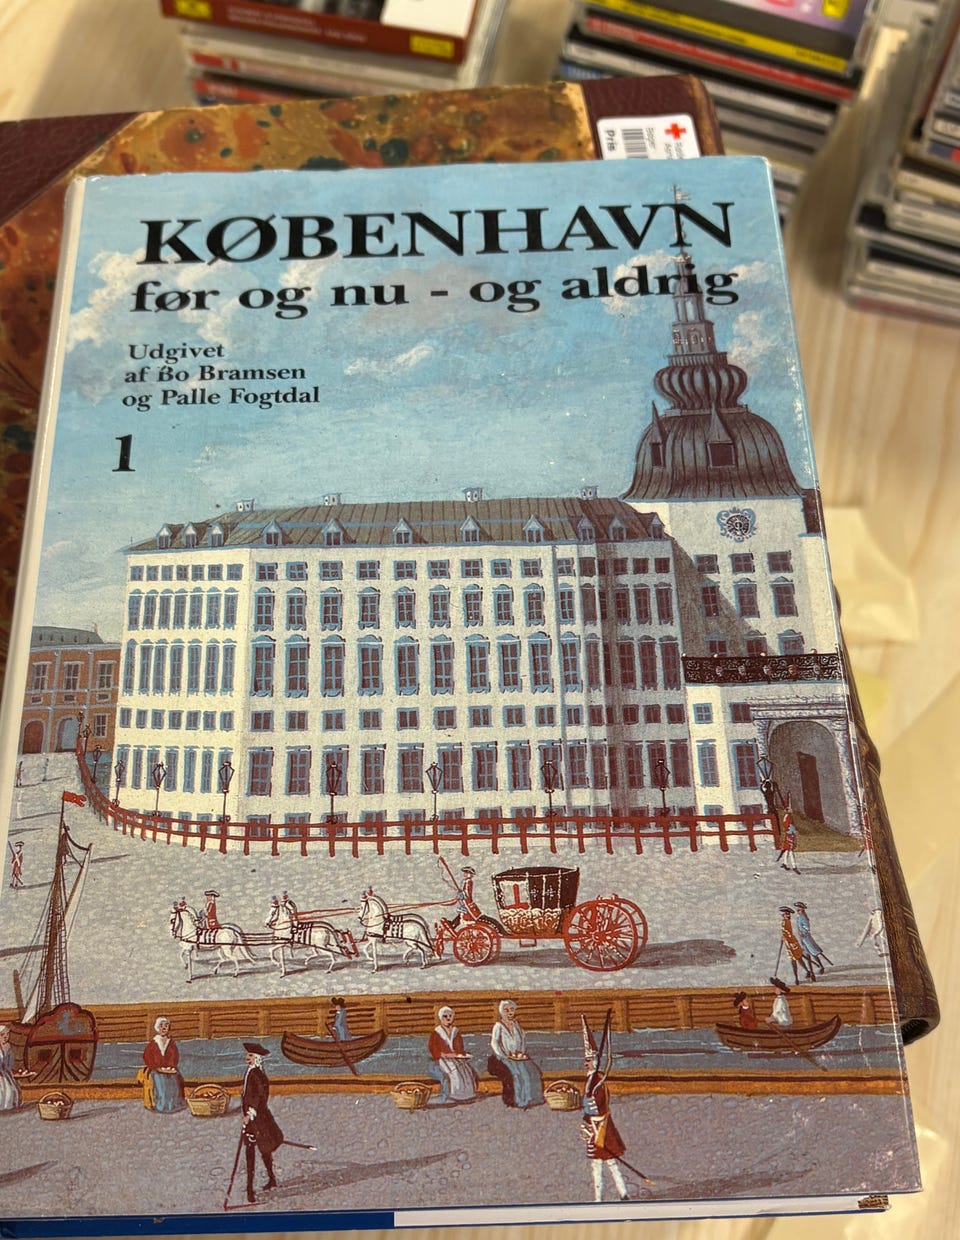 KØBENHAVN
før og nu - og aldrig
Udgivet
af Bo Bramsen
og Palle Fogtdal
1
Pris